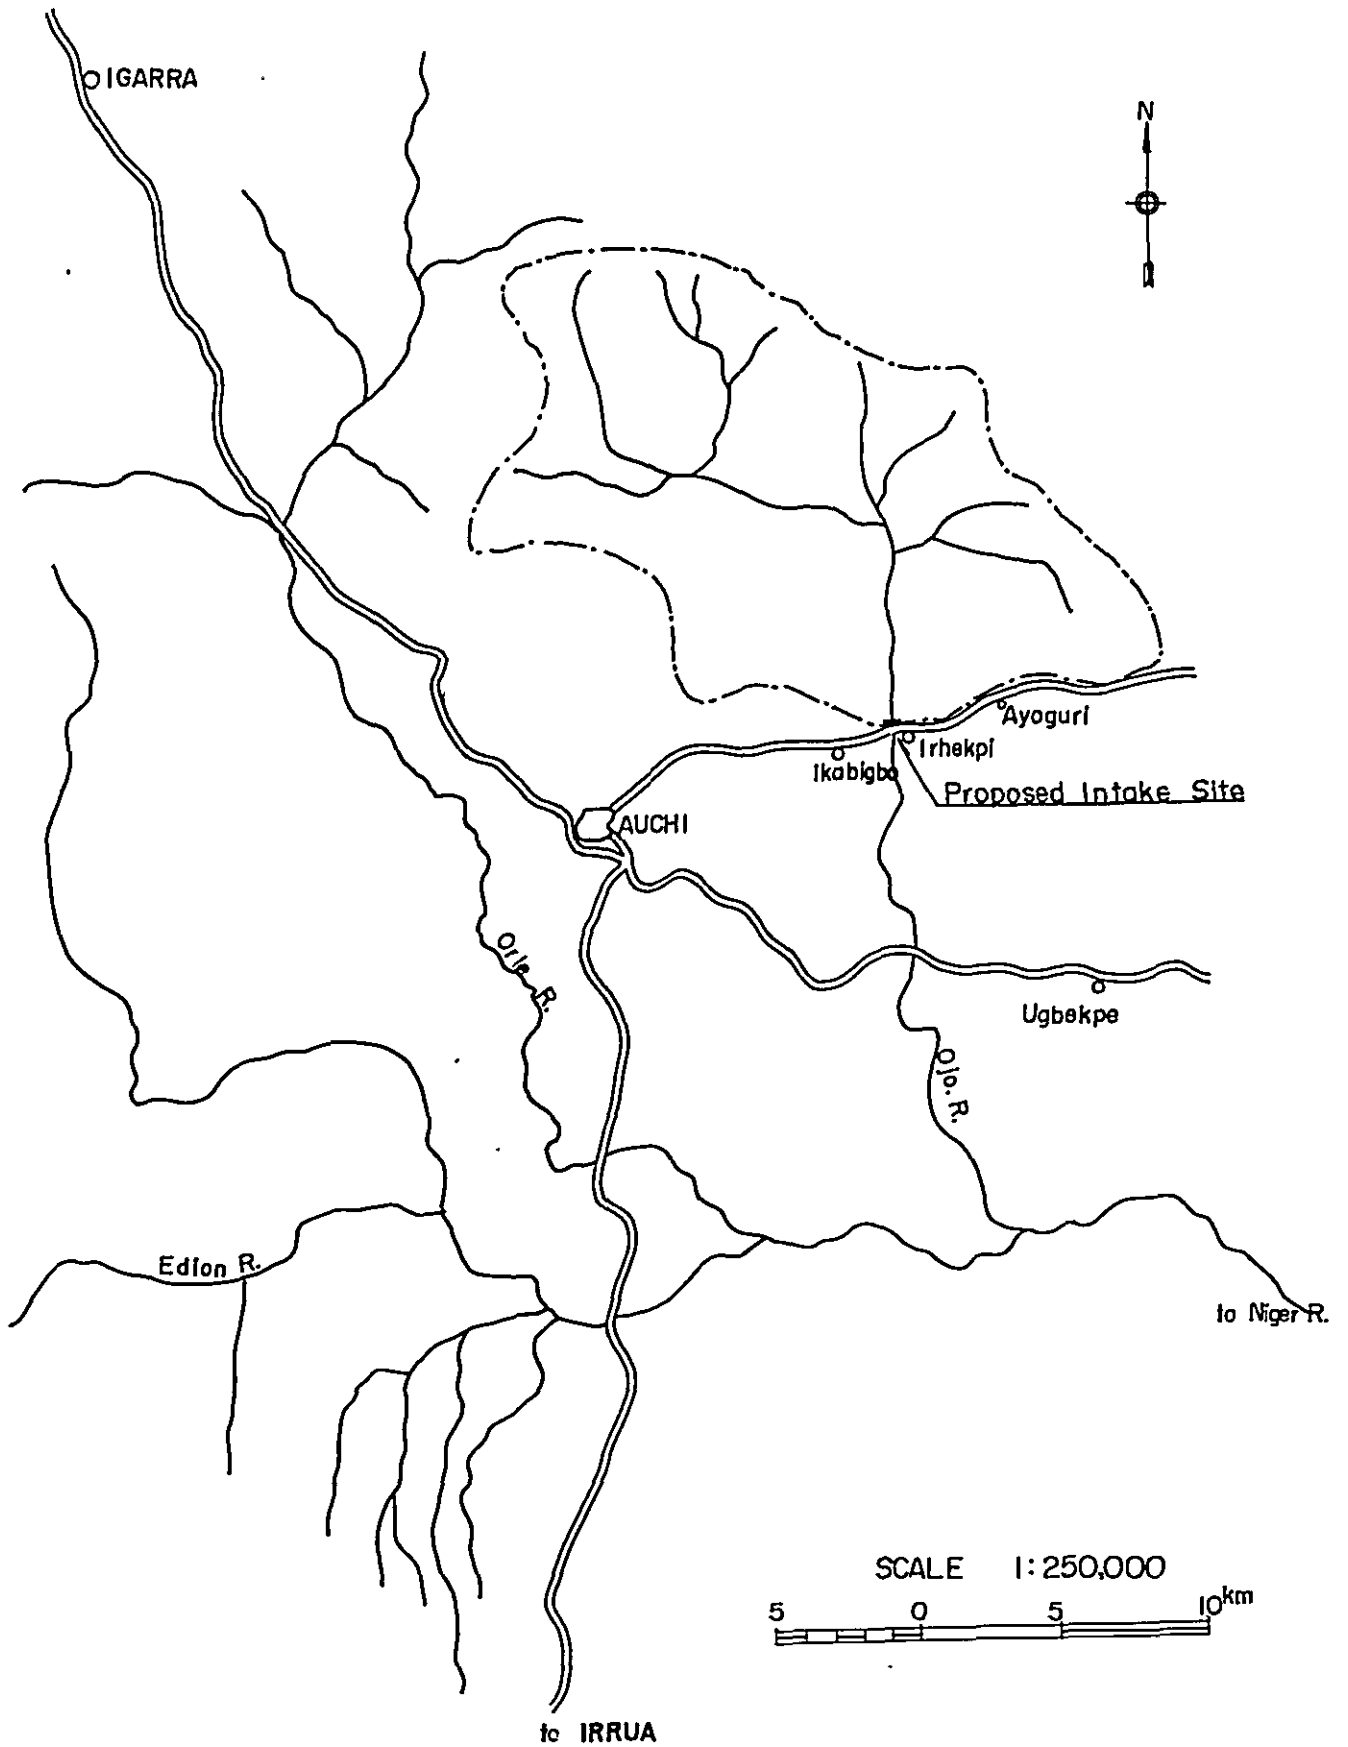 IGARRA
N
Ayoguri
Irhekpi
Ikabigbo
Proposed Intake Site
AUCHI
Orle R.
Ugbekpe
Ojo. R.
Edion R.
to Niger R.
SCALE 1:250,000
5 0 5 10km
to IRRUA